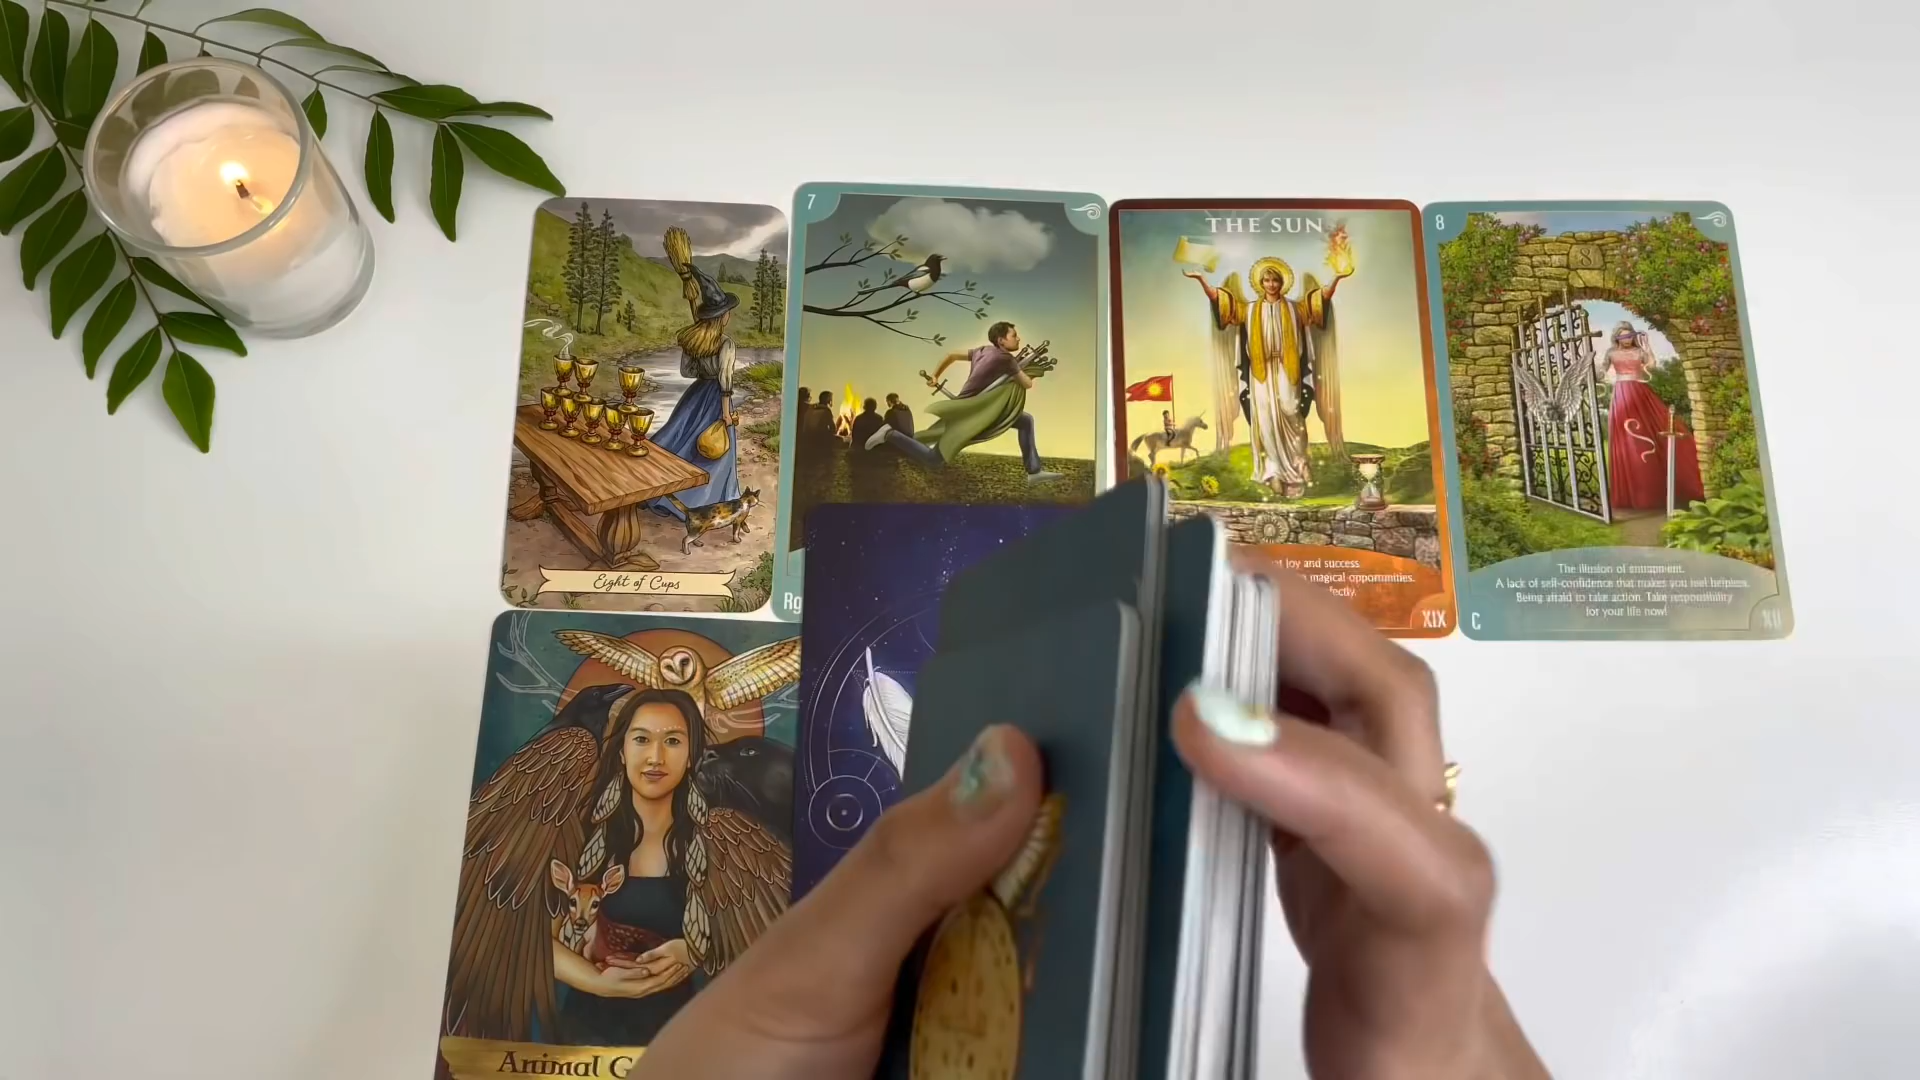 7
THE SUN
8
8
Eight of Cups
Rg
joy and success
magical opportunities.
XIX
The illusion of entrapment.
A lack of self-confidence that makes you feel helpless.
Being afraid to take action. Take responsibility
for your life now!
C
XII
Animal G